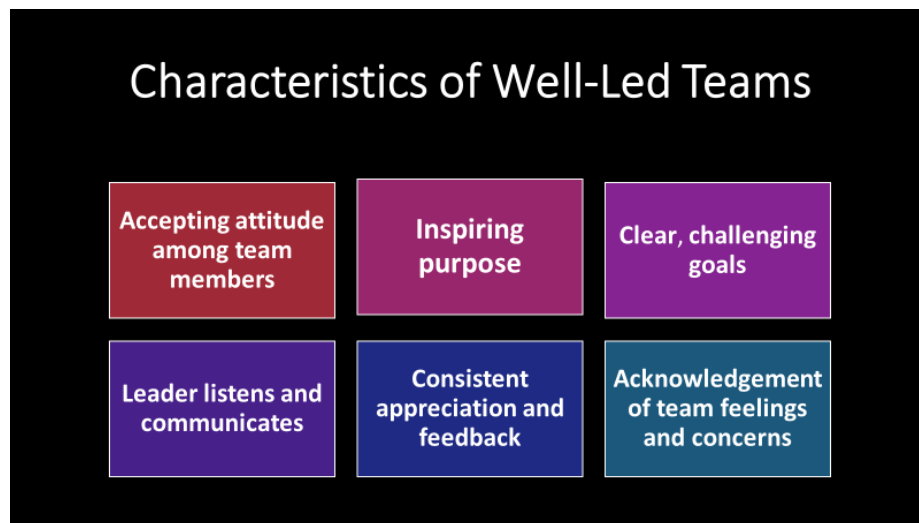 Characteristics of Well-Led Teams
Accepting attitude
among team
members
Inspiring
purpose
Clear, challenging
goals
Leader listens and
communicates
Consistent
appreciation and
feedback
Acknowledgement
of team feelings
and concerns